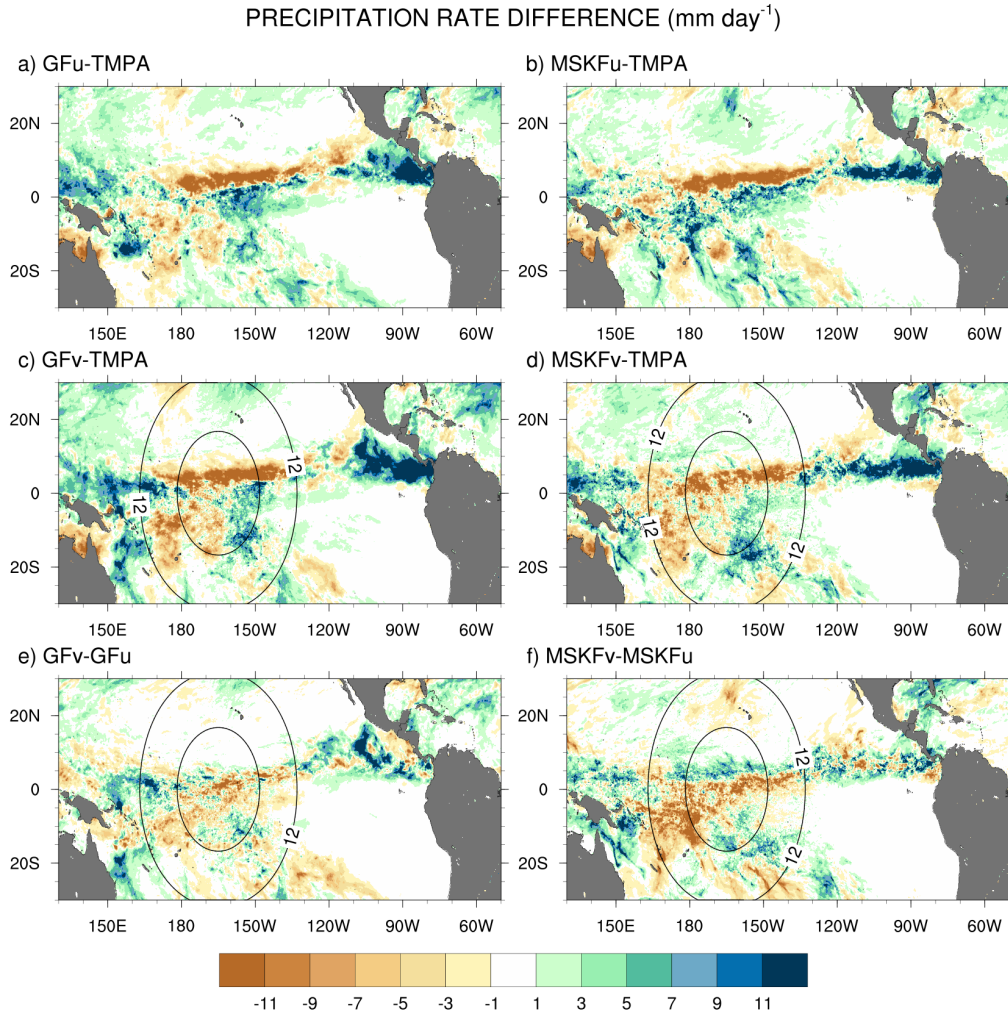 PRECIPITATION RATE DIFFERENCE (mm day⁻¹)
a) GFu-TMPA
b) MSKFu-TMPA
20N
0
20S
20N
0
20S
150E 180 150W 120W 90W 60W
150E 180 150W 120W 90W 60W
c) GFv-TMPA
d) MSKFv-TMPA
20N
0
20S
12
12
20N
0
20S
12
12
12
150E 180 150W 120W 90W 60W
150E 180 150W 120W 90W 60W
e) GFv-GFu
f) MSKFv-MSKFu
20N
0
20S
12
20N
0
20S
12
12
150E 180 150W 120W 90W 60W
150E 180 150W 120W 90W 60W
-11 -9 -7 -5 -3 -1 1 3 5 7 9 11